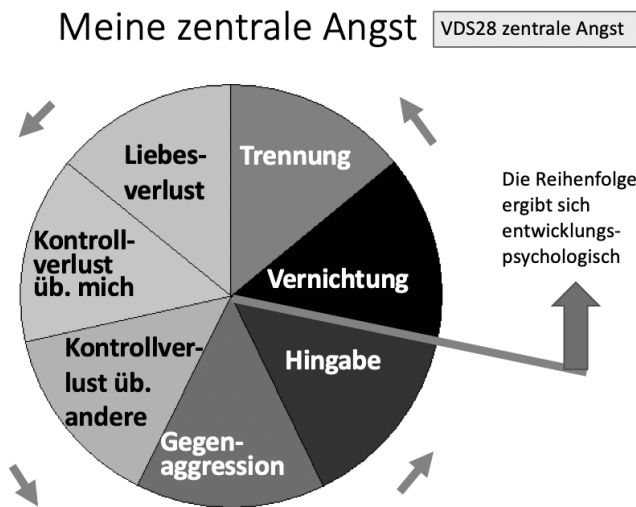 Meine zentrale Angst
VDS28 zentrale Angst
Liebes-
verlust
Trennung
Kontroll-
verlust
üb. mich
Vernichtung
Kontrollver-
lust üb.
andere
Hingabe
Gegen-
aggression
Die Reihenfolge
ergibt sich
entwicklungs-
psychologisch